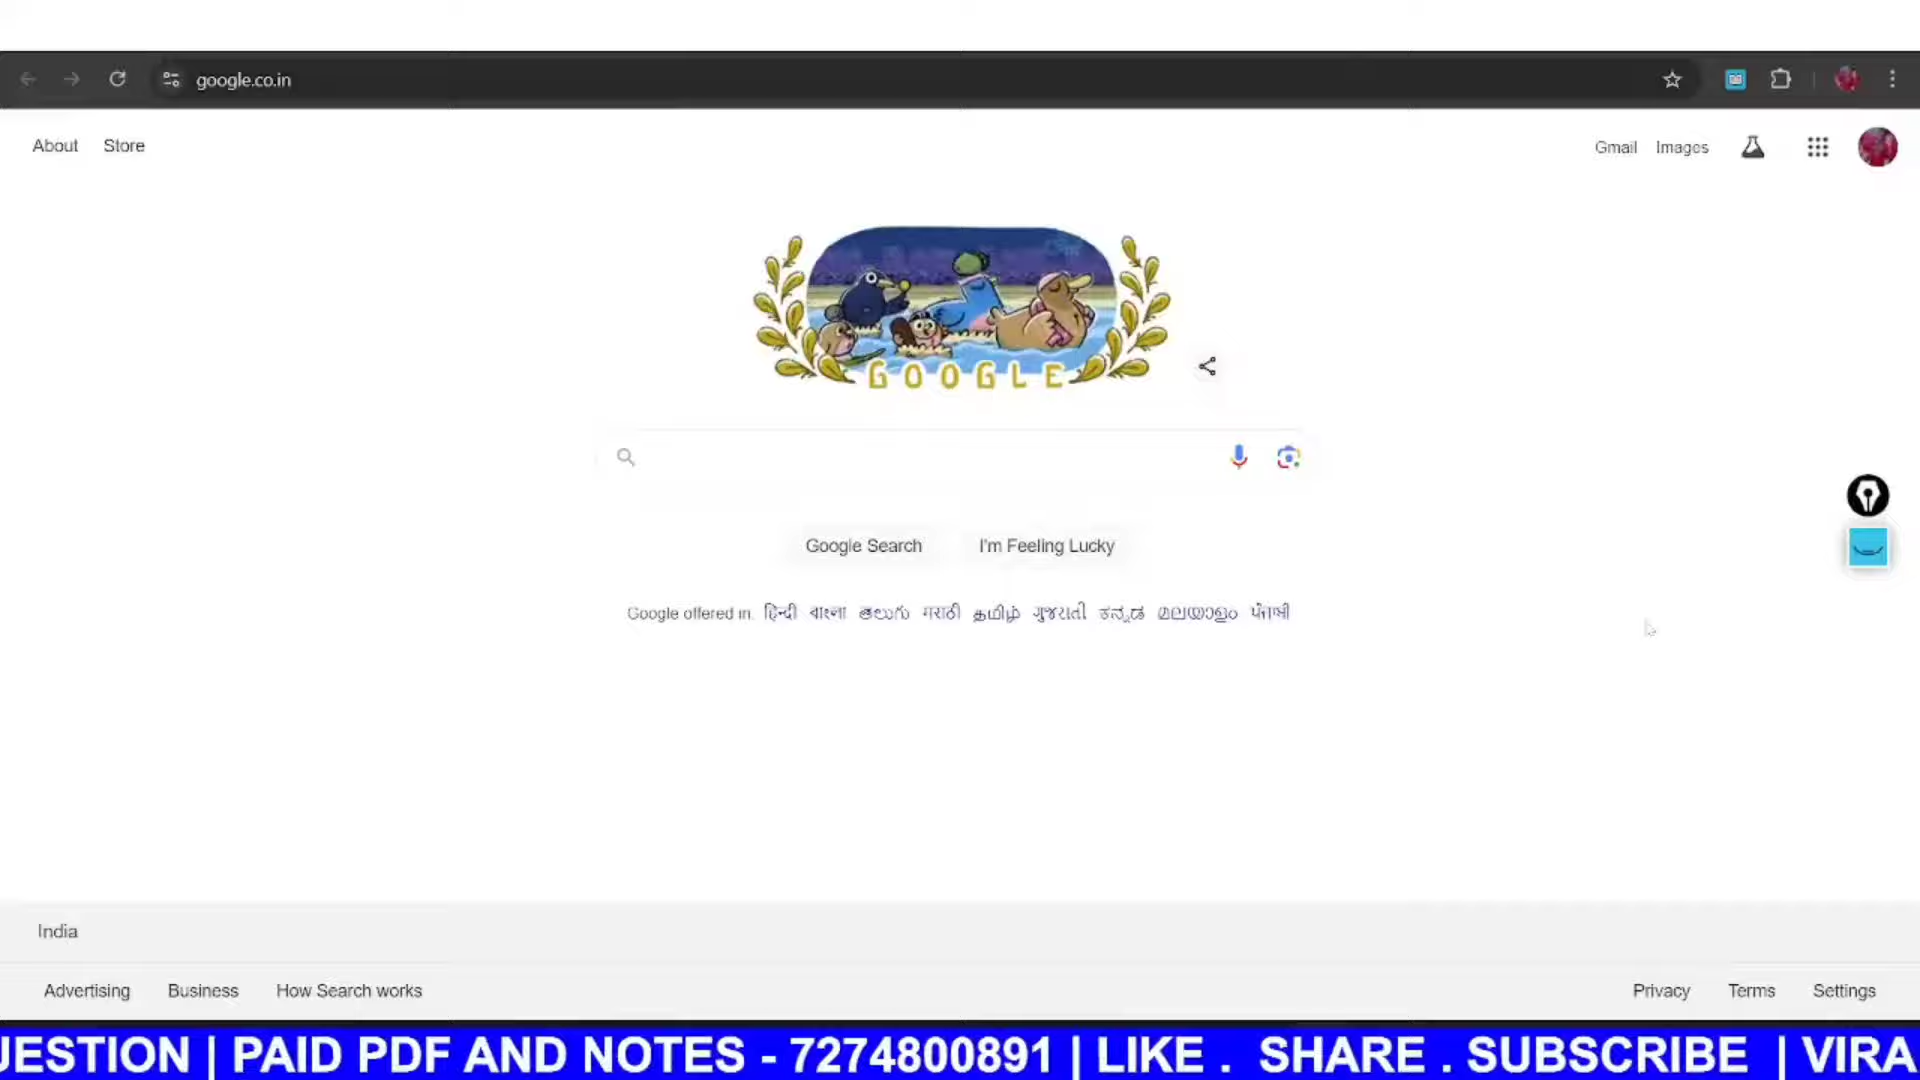 google.co.in
About Store Gmail Images
GOOGLE
Google Search I'm Feeling Lucky
Google offered in: हिन्दी বাংলা తెలుగు मराठी தமிழ் ગુજરાતી ಕನ್ನಡ മലയാളം ਪੰਜਾਬੀ
India
Advertising Business How Search works Privacy Terms Settings
UESTION | PAID PDF AND NOTES - 7274800891 | LIKE . SHARE . SUBSCRIBE | VIRA